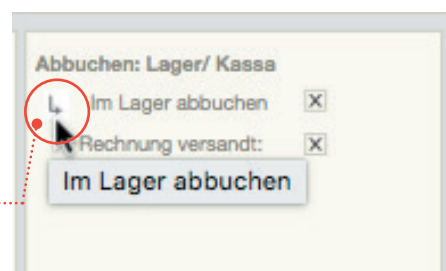 Abbuchen: Lager/ Kassa
Im Lager abbuchen X
Rechnung versandt: X
Im Lager abbuchen